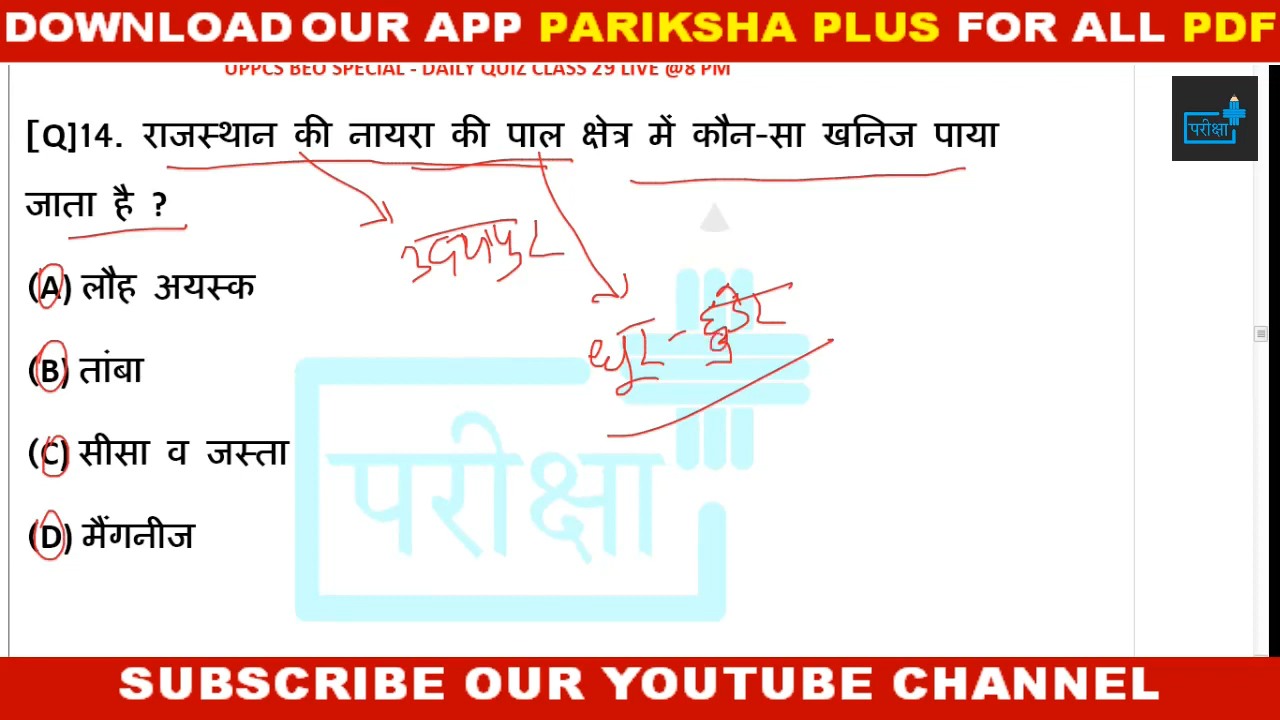 DOWNLOAD OUR APP PARIKSHA PLUS FOR ALL PDF
UPPCS BEO SPECIAL - DAILY QUIZ CLASS 29 LIVE @8 PM
परीक्षा
[Q]14. राजस्थान की नायरा की पाल क्षेत्र में कौन-सा खनिज पाया
जाता है ?
उदयपुर
(A) लौह अयस्क
(B) तांबा
(C) सीसा व जस्ता
(D) मैंगनीज
परीक्षा
SUBSCRIBE OUR YOUTUBE CHANNEL